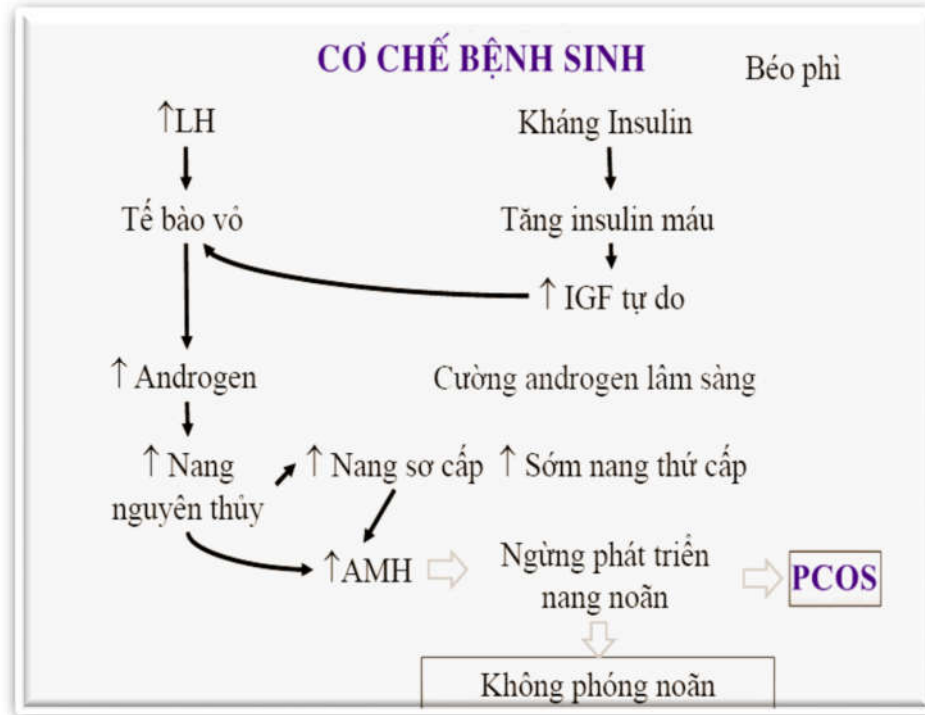 CƠ CHẾ BỆNH SINH
Béo phì
↑LH
Kháng Insulin
Tế bào vỏ
Tăng insulin máu
↑ IGF tự do
↑ Androgen
Cường androgen lâm sàng
↑ Nang
nguyên thủy
↑ Nang sơ cấp
↑ Sớm nang thứ cấp
↑AMH
Ngừng phát triển
nang noãn
PCOS
Không phóng noãn